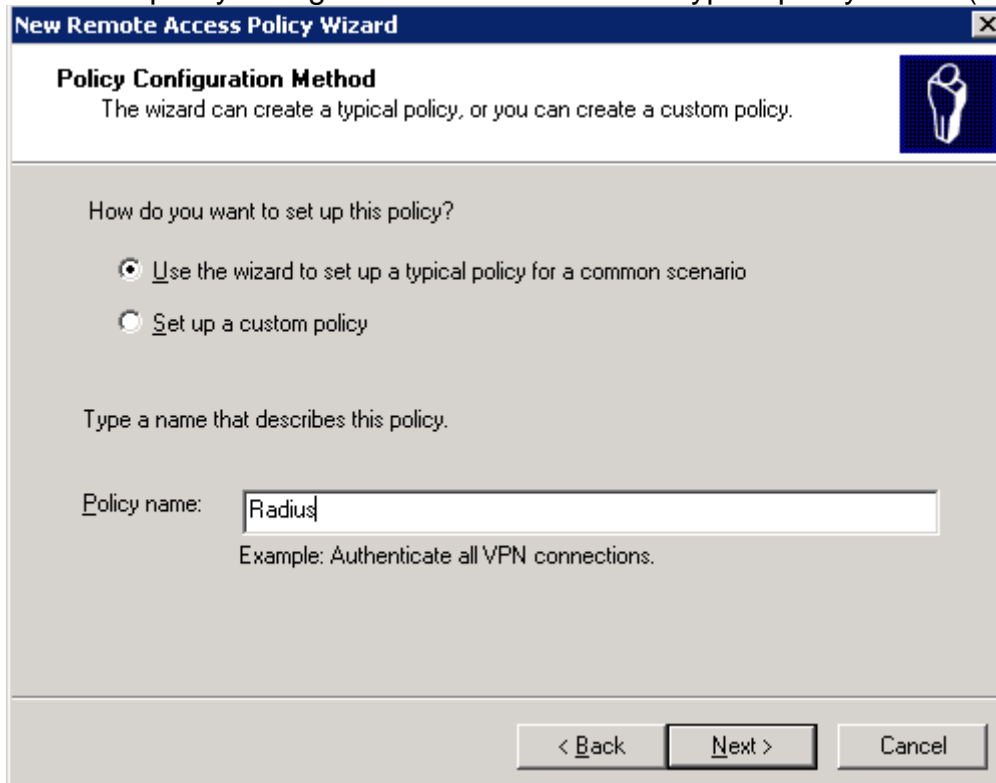 New Remote Access Policy Wizard
Policy Configuration Method
The wizard can create a typical policy, or you can create a custom policy.
How do you want to set up this policy?
Use the wizard to set up a typical policy for a common scenario
Set up a custom policy
Type a name that describes this policy.
Policy name: Radius
Example: Authenticate all VPN connections.
< Back Next > Cancel